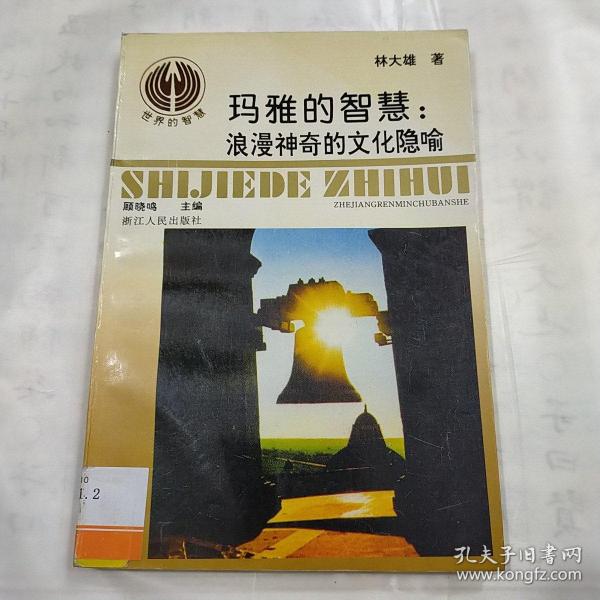 林大雄 著
世界的智慧
玛雅的智慧：
浪漫神奇的文化隐喻
SHIJIEDE ZHIHUI
顾晓鸣 主编
ZHEJIANGRENMINCHUBANSHE
浙江人民出版社
1.2
孔夫子旧书网
www.kongfz.com